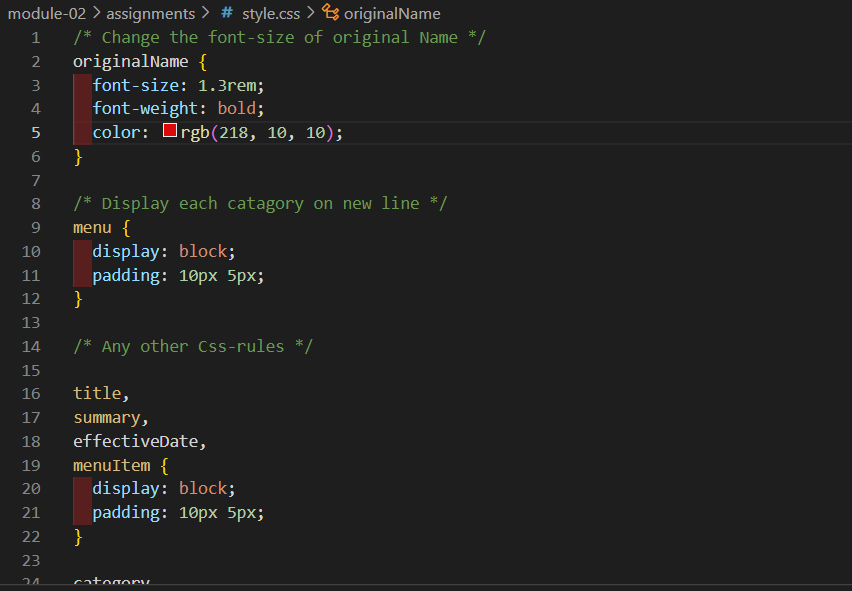 module-02 > assignments > # style.css > originalName
1 /* Change the font-size of original Name */
2 originalName {
3 font-size: 1.3rem;
4 font-weight: bold;
5 color: rgb(218, 10, 10);
6 }
7
8 /* Display each catagory on new line */
9 menu {
10 display: block;
11 padding: 10px 5px;
12 }
13
14 /* Any other Css-rules */
15
16 title,
17 summary,
18 effectiveDate,
19 menuItem {
20 display: block;
21 padding: 10px 5px;
22 }
23
24 category